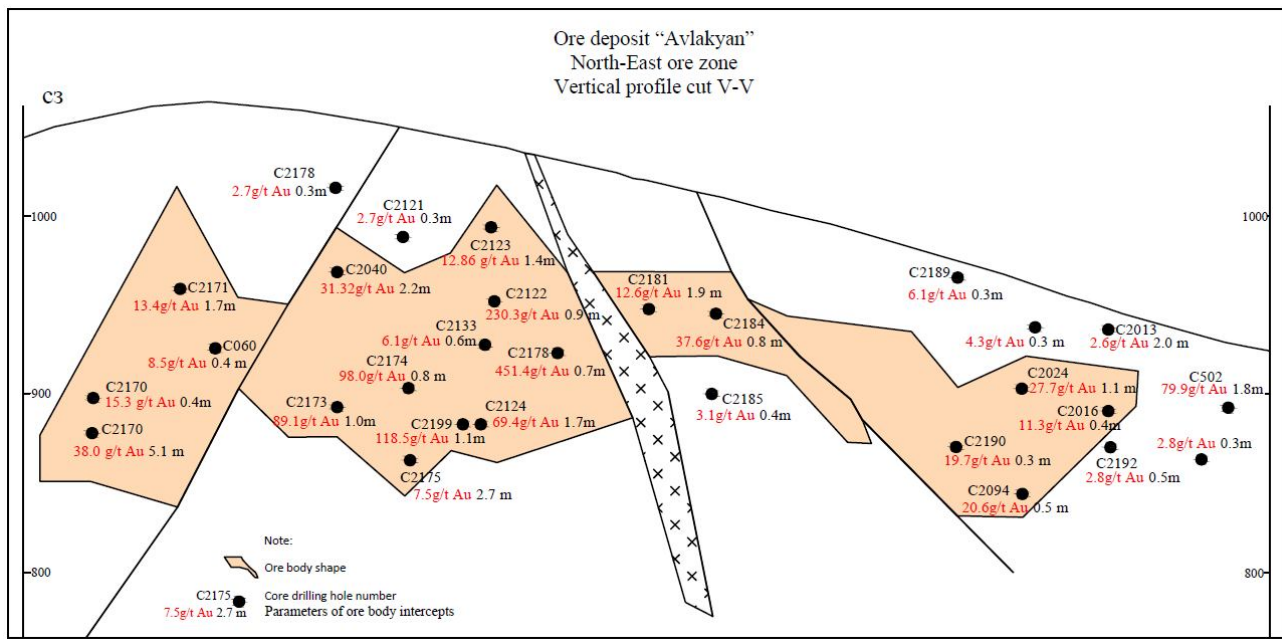 Ore deposit “Avlakyan”
North-East ore zone
Vertical profile cut V-V
C3
C2178
2.7g/t Au 0.3m
1000
1000
C2121
2.7g/t Au 0.3m
C2123
12.86 g/t Au 1.4m
C2040
31.32g/t Au 2.2m
C2171
13.4g/t Au 1.7m
C2122
230.3g/t Au 0.9 m
C2181
12.6g/t Au 1.9 m
C2184
37.6g/t Au 0.8 m
C2189
6.1g/t Au 0.3m
4.3g/t Au 0.3 m
C2013
2.6g/t Au 2.0 m
C060
8.5g/t Au 0.4 m
C2133
6.1g/t Au 0.6m
C2178
451.4g/t Au 0.7m
C2174
98.0g/t Au 0.8 m
C2024
27.7g/t Au 1.1 m
C502
79.9g/t Au 1.8m
900
900
C2170
15.3 g/t Au 0.4m
C2173
89.1g/t Au 1.0m
C2199
118.5g/t Au 1.1m
C2124
69.4g/t Au 1.7m
C2185
3.1g/t Au 0.4m
C2016
11.3g/t Au 0.4m
C2170
38.0 g/t Au 5.1 m
C2175
7.5g/t Au 2.7 m
C2190
19.7g/t Au 0.3 m
C2192
2.8g/t Au 0.5m
2.8g/t Au 0.3m
C2094
20.6g/t Au 0.5 m
800
800
Note:
Ore body shape
C2175
Core drilling hole number
7.5g/t Au 2.7 m
Parameters of ore body intercepts